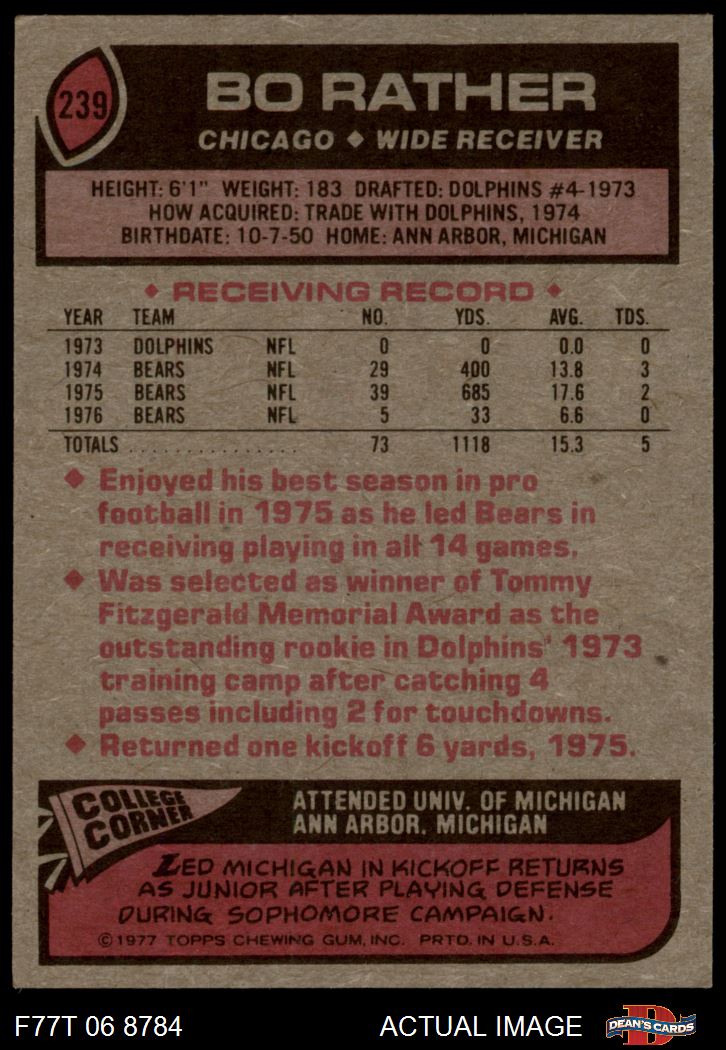 239
BO RATHER
CHICAGO ♦ WIDE RECEIVER
HEIGHT: 6'1" WEIGHT: 183 DRAFTED: DOLPHINS #4-1973
HOW ACQUIRED: TRADE WITH DOLPHINS, 1974
BIRTHDATE: 10-7-50 HOME: ANN ARBOR, MICHIGAN
♦ RECEIVING RECORD ♦
YEAR TEAM NO. YDS. AVG. TDS.
1973 DOLPHINS NFL 0 0 0.0 0
1974 BEARS NFL 29 400 13.8 3
1975 BEARS NFL 39 685 17.6 2
1976 BEARS NFL 5 33 6.6 0
TOTALS . . . . . . . . . . . . . . . . 73 1118 15.3 5
♦ Enjoyed his best season in pro
football in 1975 as he led Bears in
receiving playing in all 14 games.
♦ Was selected as winner of Tommy
Fitzgerald Memorial Award as the
outstanding rookie in Dolphins' 1973
training camp after catching 4
passes including 2 for touchdowns.
♦ Returned one kickoff 6 yards, 1975.
COLLEGE
CORNER
ATTENDED UNIV. OF MICHIGAN
ANN ARBOR, MICHIGAN
LED MICHIGAN IN KICKOFF RETURNS
AS JUNIOR AFTER PLAYING DEFENSE
DURING SOPHOMORE CAMPAIGN.
©1977 TOPPS CHEWING GUM, INC. PRTD. IN U.S.A.
F77T 06 8784 ACTUAL IMAGE
D
DEAN'S CARDS